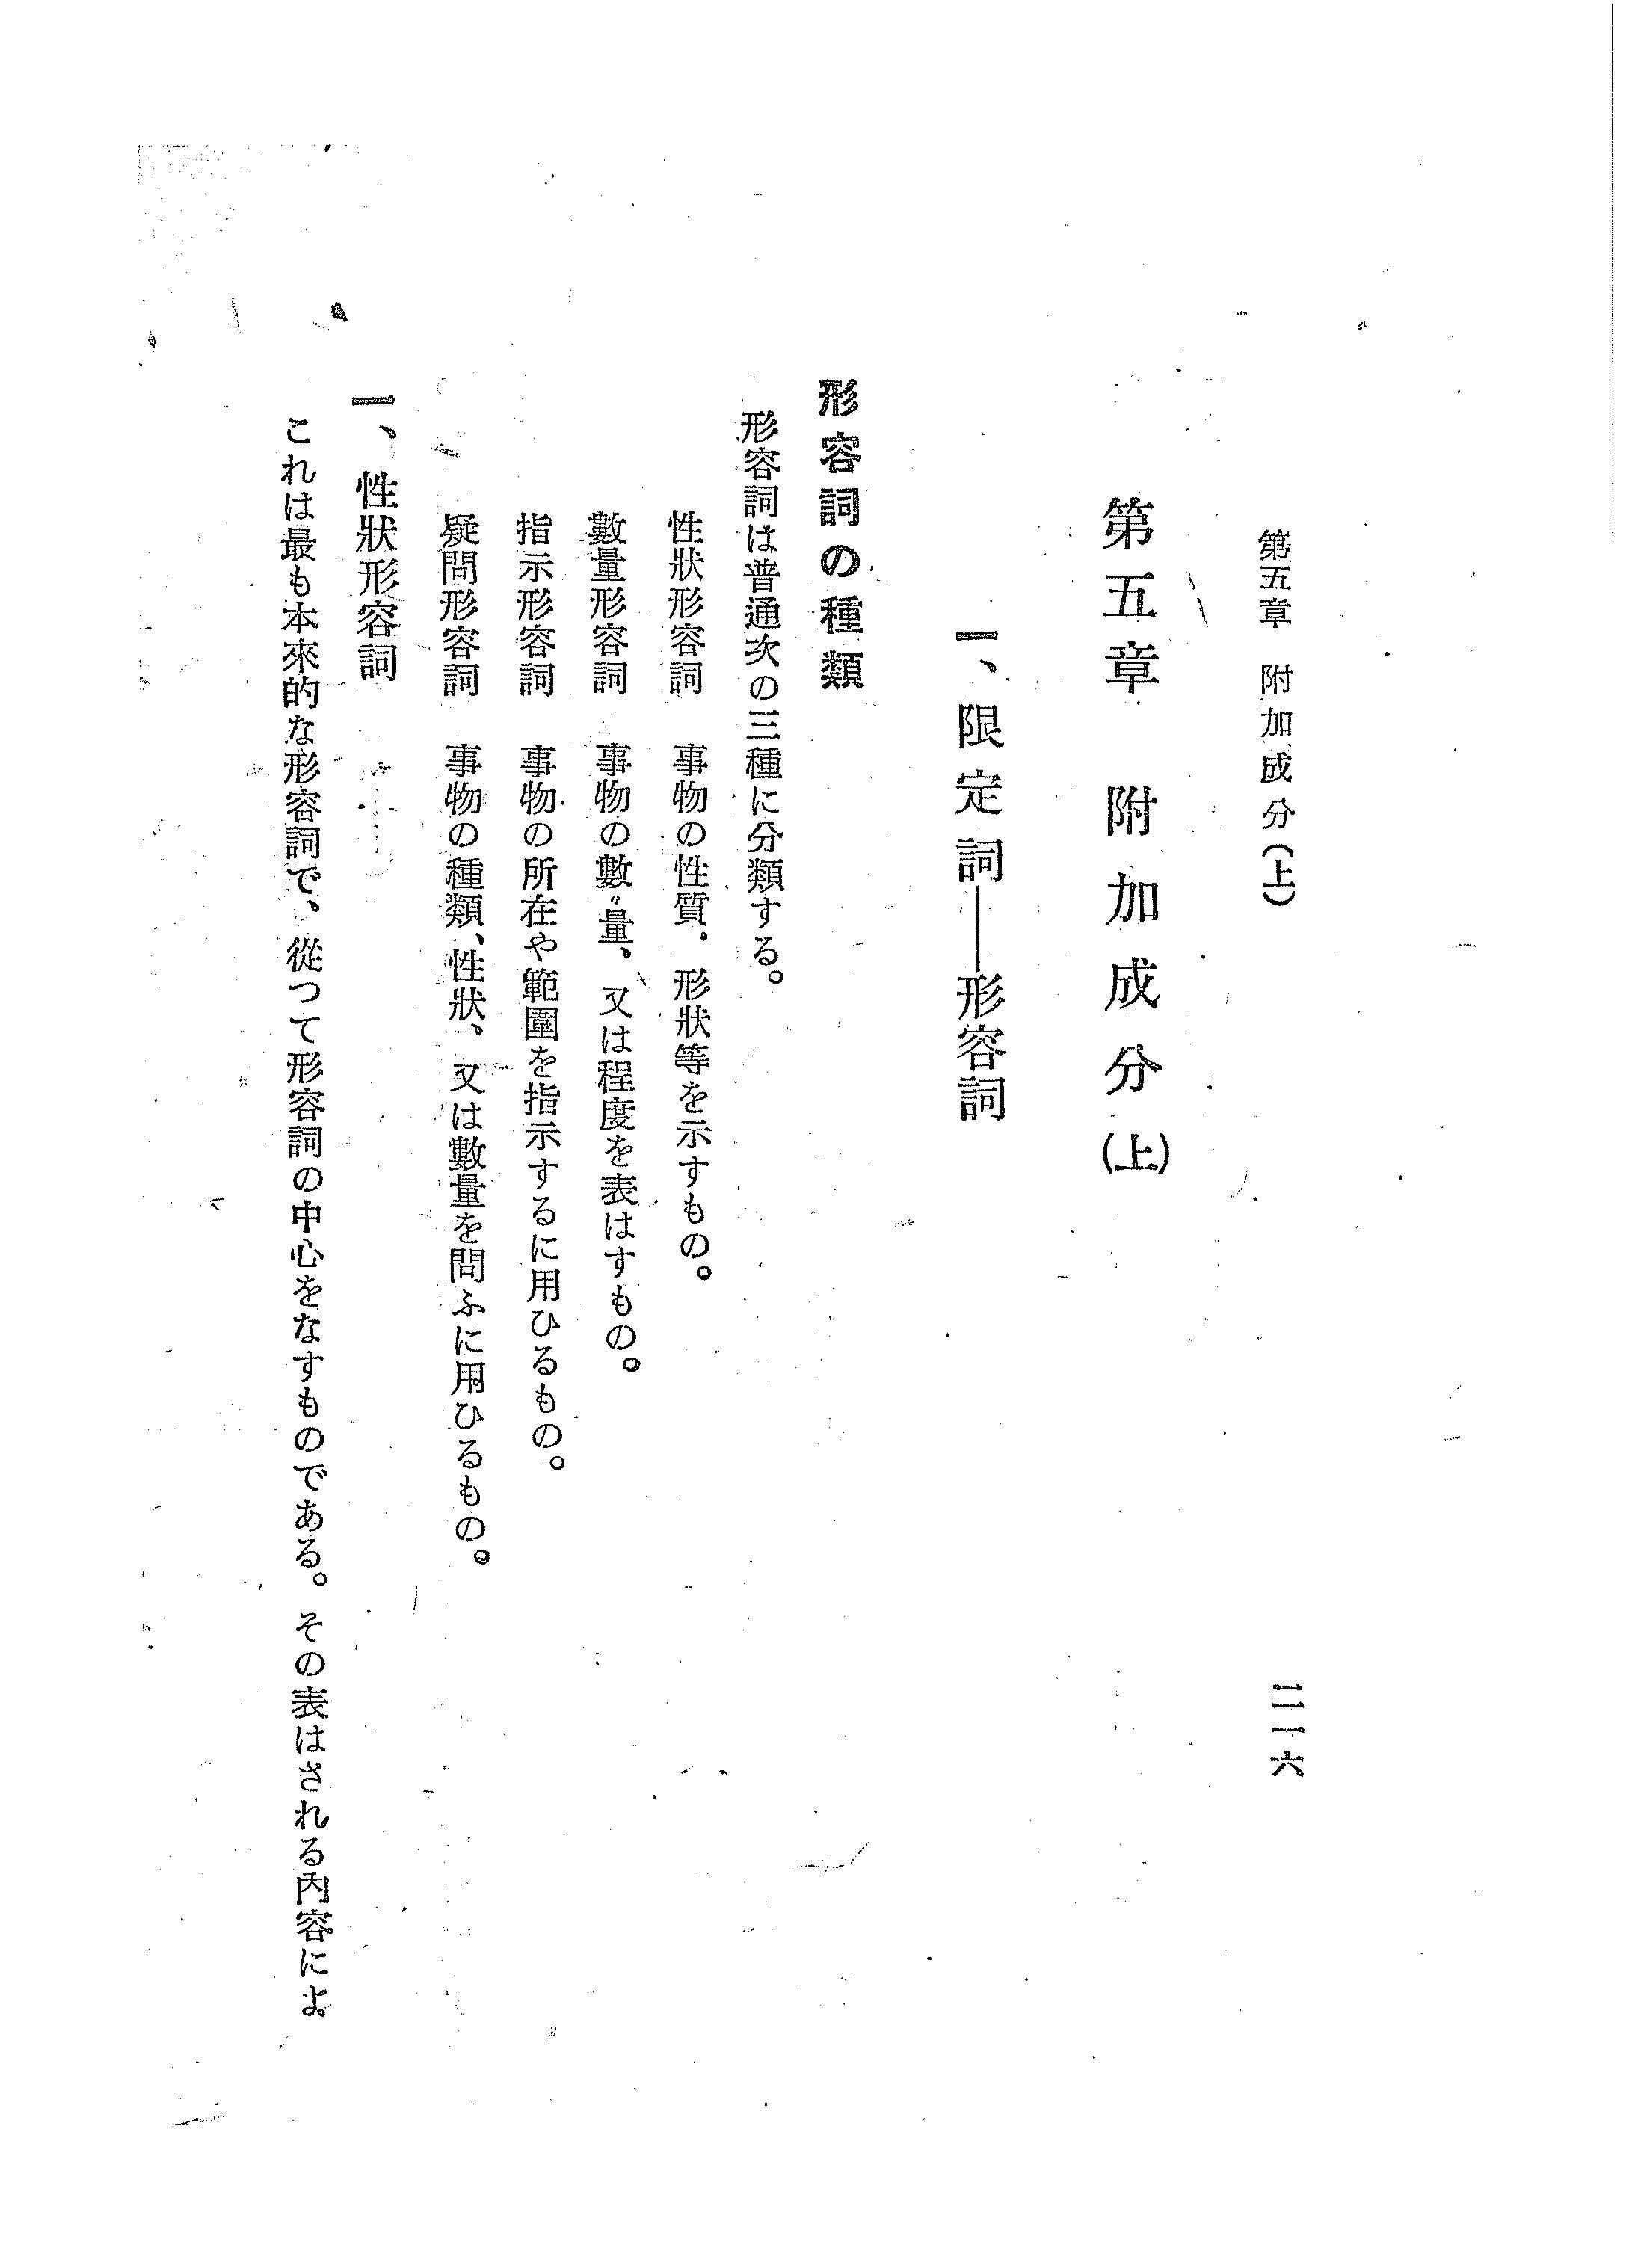 第五章　附加成分(上)
二一六
第五章　附加成分(上)
一、限定詞――形容詞
形容詞の種類
形容詞は普通次の三種に分類する。
性狀形容詞　事物の性質、形狀等を示すもの。
數量形容詞　事物の數、量、又は程度を表はすもの。
指示形容詞　事物の所在や範圍を指示するに用ひるもの。
疑問形容詞　事物の種類、性狀、又は數量を問ふに用ひるもの。
一、性狀形容詞
これは最も本來的な形容詞で、從つて形容詞の中心をなすものである。その表はされる內容によ